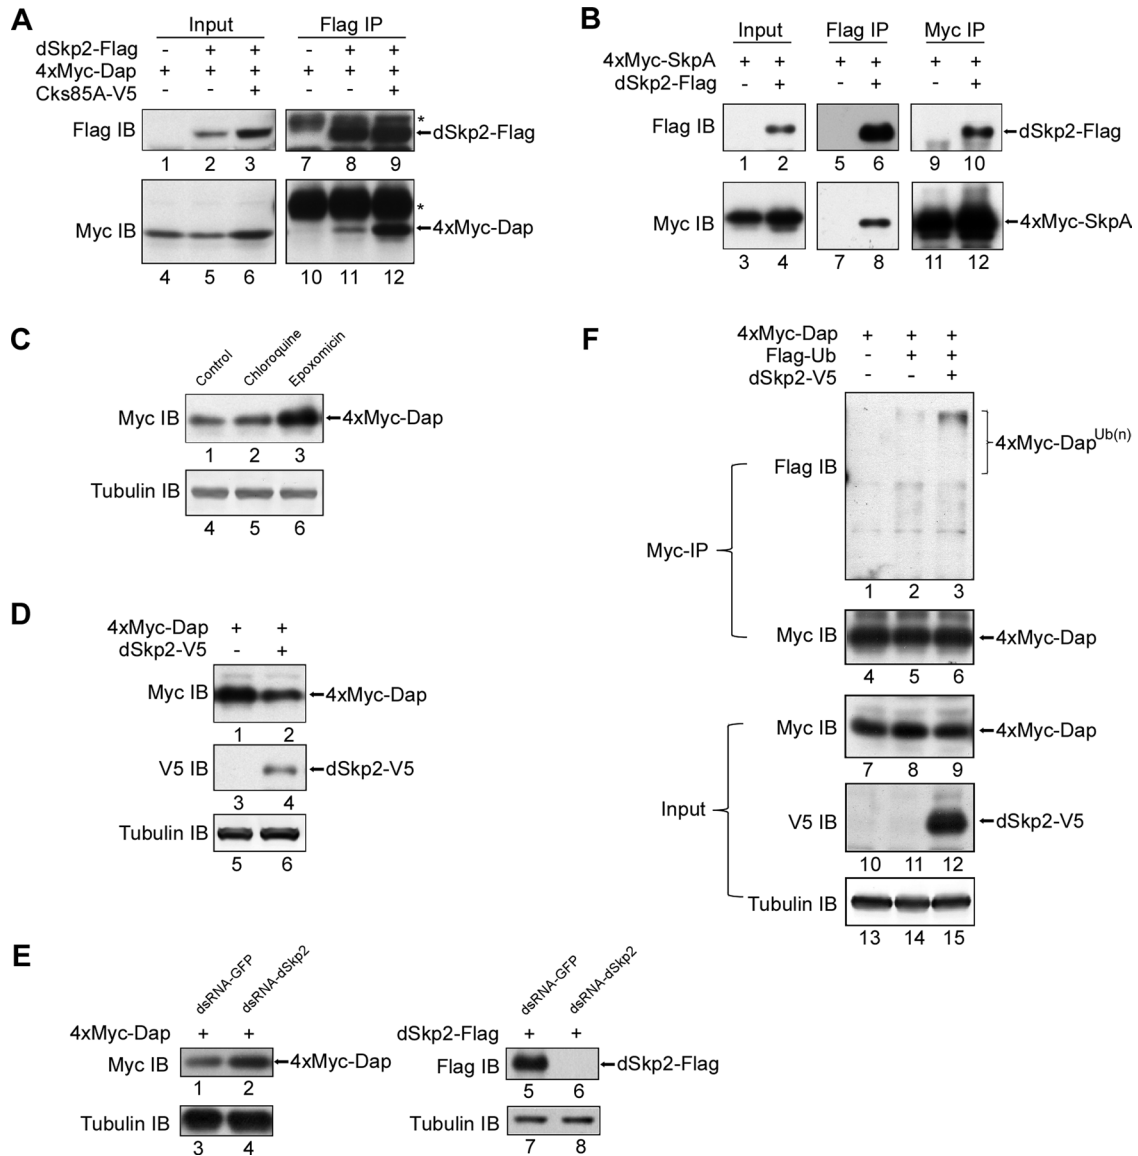 A
Input Flag IP
dSkp2-Flag - + + - + +
4xMyc-Dap + + + + + +
Cks85A-V5 - - + - - +
Flag IB * dSkp2-Flag
1 2 3 7 8 9
Myc IB * 4xMyc-Dap
4 5 6 10 11 12
B
Input Flag IP Myc IP
4xMyc-SkpA + + + + + +
dSkp2-Flag - + - + - +
Flag IB dSkp2-Flag
1 2 5 6 9 10
Myc IB 4xMyc-SkpA
3 4 7 8 11 12
C
Control Chloroquine Epoxomicin
Myc IB 4xMyc-Dap
1 2 3
Tubulin IB
4 5 6
D
4xMyc-Dap + +
dSkp2-V5 - +
Myc IB 4xMyc-Dap
1 2
V5 IB dSkp2-V5
3 4
Tubulin IB
5 6
E
dsRNA-GFP dsRNA-dSkp2
4xMyc-Dap + +
Myc IB 4xMyc-Dap
1 2
Tubulin IB
3 4
dsRNA-GFP dsRNA-dSkp2
dSkp2-Flag + +
Flag IB dSkp2-Flag
5 6
Tubulin IB
7 8
F
4xMyc-Dap + + +
Flag-Ub - + +
dSkp2-V5 - - +
Myc-IP
Flag IB 4xMyc-Dap Ub(n)
1 2 3
Myc IB 4xMyc-Dap
4 5 6
Input
Myc IB 4xMyc-Dap
7 8 9
V5 IB dSkp2-V5
10 11 12
Tubulin IB
13 14 15